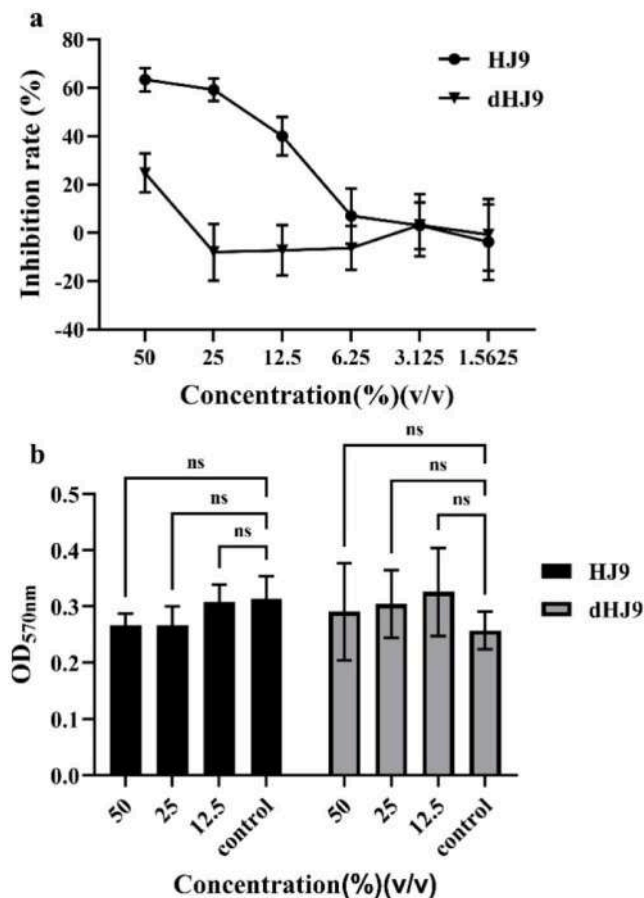 a
80
60
40
20
0
-20
-40
Inhibition rate (%)
HJ9
dHJ9
50 25 12.5 6.25 3.125 1.5625
Concentration(%)(v/v)
b
ns
ns
ns
ns
ns
ns
0.5
0.4
0.3
0.2
0.1
0.0
OD570nm
HJ9
dHJ9
50 25 12.5 control 50 25 12.5 control
Concentration(%)(v/v)